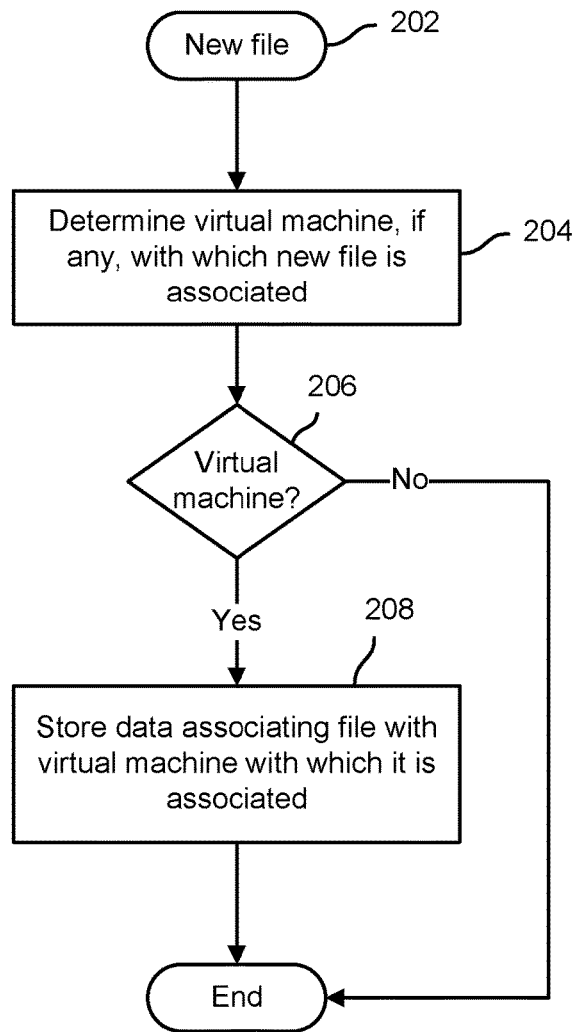 New file
202
Determine virtual machine, if
any, with which new file is
associated
204
206
Virtual
machine?
No
Yes
208
Store data associating file with
virtual machine with which it is
associated
End